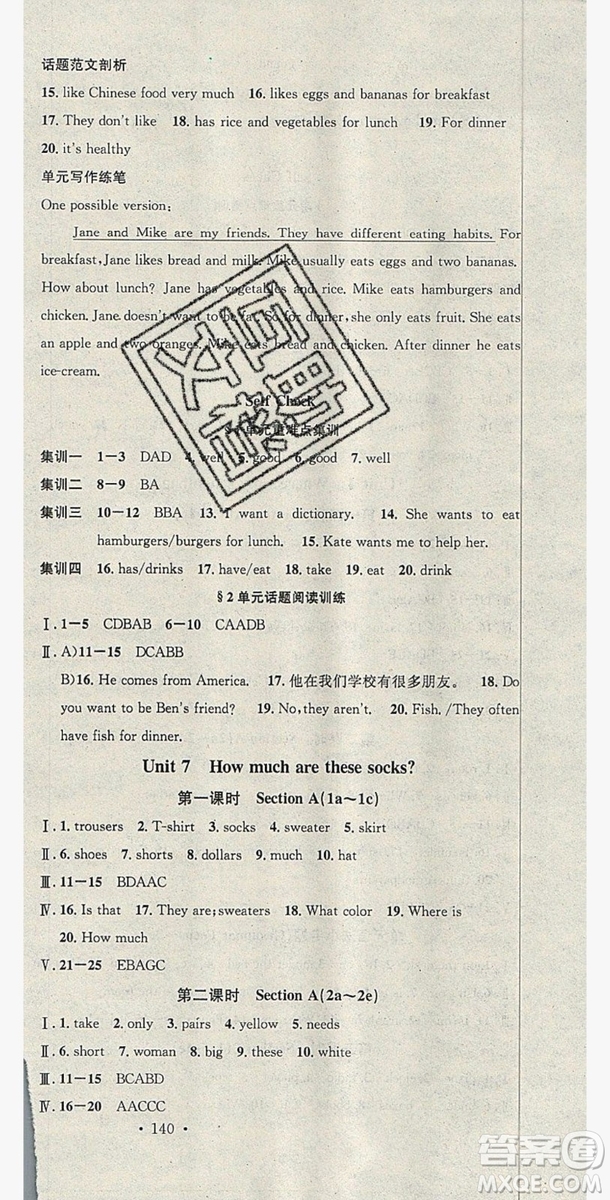 话题范文剖析
15. like Chinese food very much 16. likes eggs and bananas for breakfast
17. They don't like 18. has rice and vegetables for lunch 19. For dinner
20. it's healthy
单元写作练笔
One possible version:
Jane and Mike are my friends. They have different eating habits. For
breakfast, Jane likes bread and milk. Mike usually eats eggs and two bananas.
How about lunch? Jane has vegetables and rice. Mike eats hamburgers and
chicken. Jane doesn't want to be fat. So for dinner, she only eats fruit. She eats
an apple and two oranges. Mike eats bread and chicken. After dinner he eats
ice-cream.
Self Check
单元重难点集训
集训一 1－3 DAD 4. well 5. good 6. good 7. well
集训二 8－9 BA
集训三 10－12 BBA 13. I want a dictionary. 14. She wants to eat
hamburgers/burgers for lunch. 15. Kate wants me to help her.
集训四 16. has/drinks 17. have/eat 18. take 19. eat 20. drink
§2 单元话题阅读训练
Ⅰ. 1－5 CDBAB 6－10 CAADB
Ⅱ. A)11－15 DCABB
B)16. He comes from America. 17. 他在我们学校有很多朋友。 18. Do
you want to be Ben's friend? 19. No, they aren't. 20. Fish. /They often
have fish for dinner.
Unit 7 How much are these socks?
第一课时 Section A(1a～1c)
Ⅰ. 1. trousers 2. T-shirt 3. socks 4. sweater 5. skirt
Ⅱ. 6. shoes 7. shorts 8. dollars 9. much 10. hat
Ⅲ. 11－15 BDAAC
Ⅳ. 16. Is that 17. They are; sweaters 18. What color 19. Where is
20. How much
Ⅴ. 21－25 EBAGC
第二课时 Section A(2a～2e)
Ⅰ. 1. take 2. only 3. pairs 4. yellow 5. needs
Ⅱ. 6. short 7. woman 8. big 9. these 10. white
Ⅲ. 11－15 BCABD
Ⅳ. 16－20 AACCC
• 140 •
答案圈
MXQE.COM